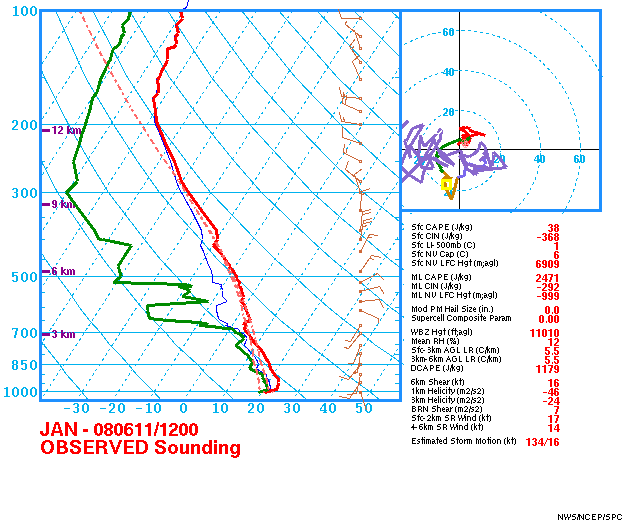 100
200
300
400
500
600
700
850
1000
12 km
9 km
6 km
3 km
-30 -20 -10 0 10 20 30 40 50
JAN - 080611/1200
OBSERVED Sounding
60
40
20
20 40 60
Sfc CAPE (J/kg) 38
Sfc CIN (J/kg) -368
Sfc LI-500mb (C) 1
Sfc NV Cap (C) 6
Sfc NV LFC Hgt (m;agl) 6909
ML CAPE (J/kg) 2471
ML CIN (J/kg) -292
ML NV LFC Hgt (m;agl) -999
Mod PM Hail Size (in.) 0.0
Supercell Composite Param 0.00
WBZ Hgt (ft;agl) 11010
Mean RH (%) 12
Sfc-3km AGL LR (C/km) 5.5
3km-6km AGL LR (C/km) 5.5
DCAPE (J/kg) 1179
6km Shear (kt) 16
1km Helicity (m2/s2) -46
3km Helicity (m2/s2) -24
BRN Shear (m2/s2) 7
Sfc-2km SR Wind (kt) 17
4-6km SR Wind (kt) 14
Estimated Storm Motion (kt) 134/16
NWS/NCEP/SPC